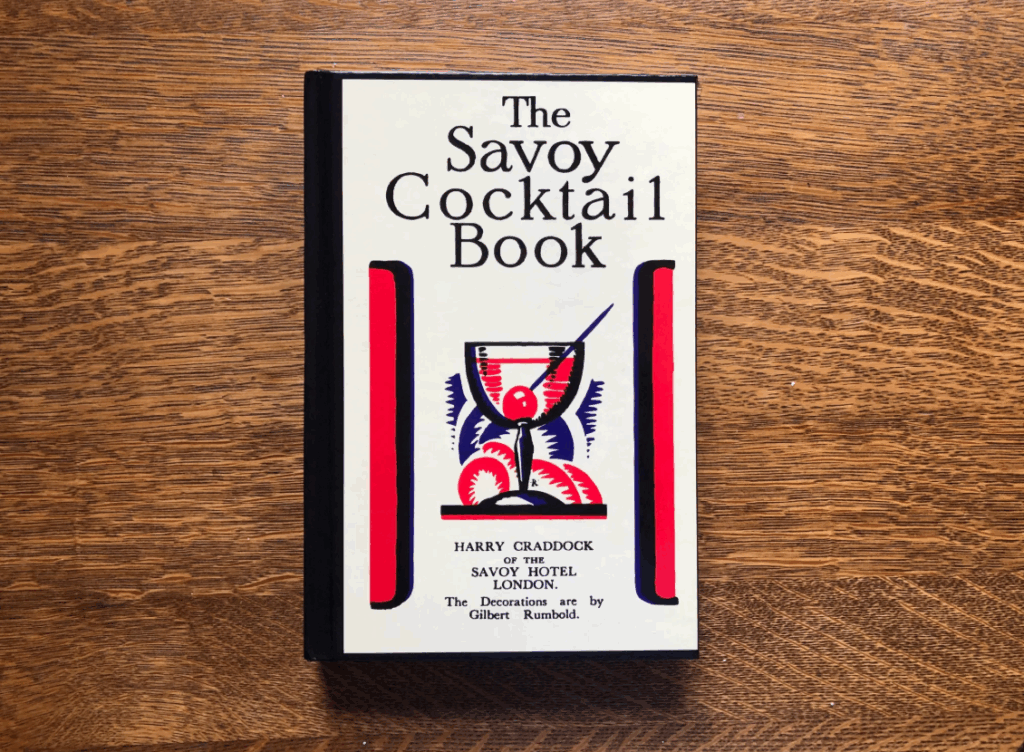 The
Savoy
Cocktail
Book
HARRY CRADDOCK
OF THE
SAVOY HOTEL
LONDON.
The Decorations are by
Gilbert Rumbold.